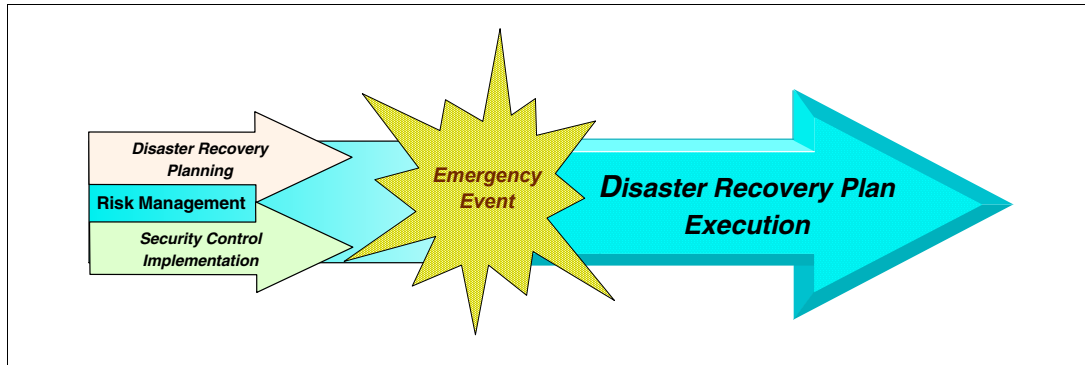 Disaster Recovery
Planning
Risk Management
Security Control
Implementation
Emergency
Event
Disaster Recovery Plan
Execution